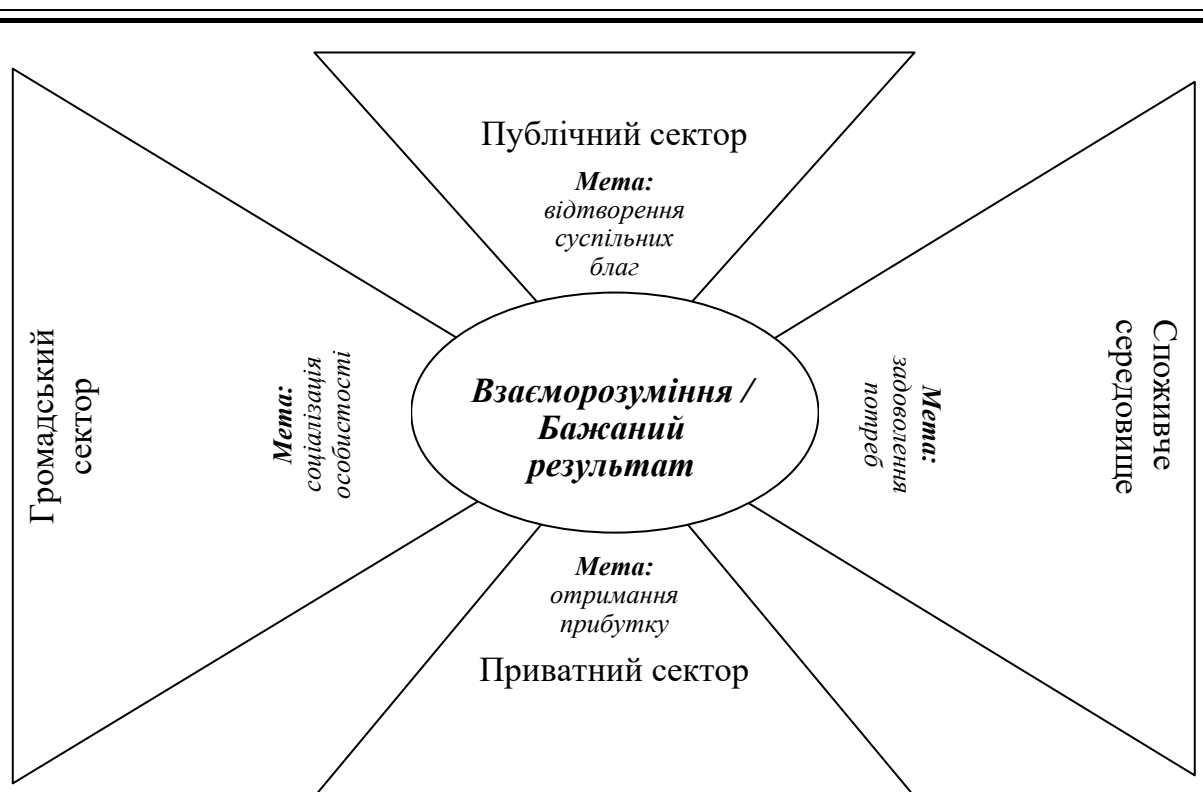 Публічний сектор
Мета:
відтворення
суспільних
благ
Громадський
сектор
Мета:
соціалізація
особистості
Взаєморозуміння /
Бажаний
результат
Мета:
задоволення
потреб
Споживче
середовище
Мета:
отримання
прибутку
Приватний сектор